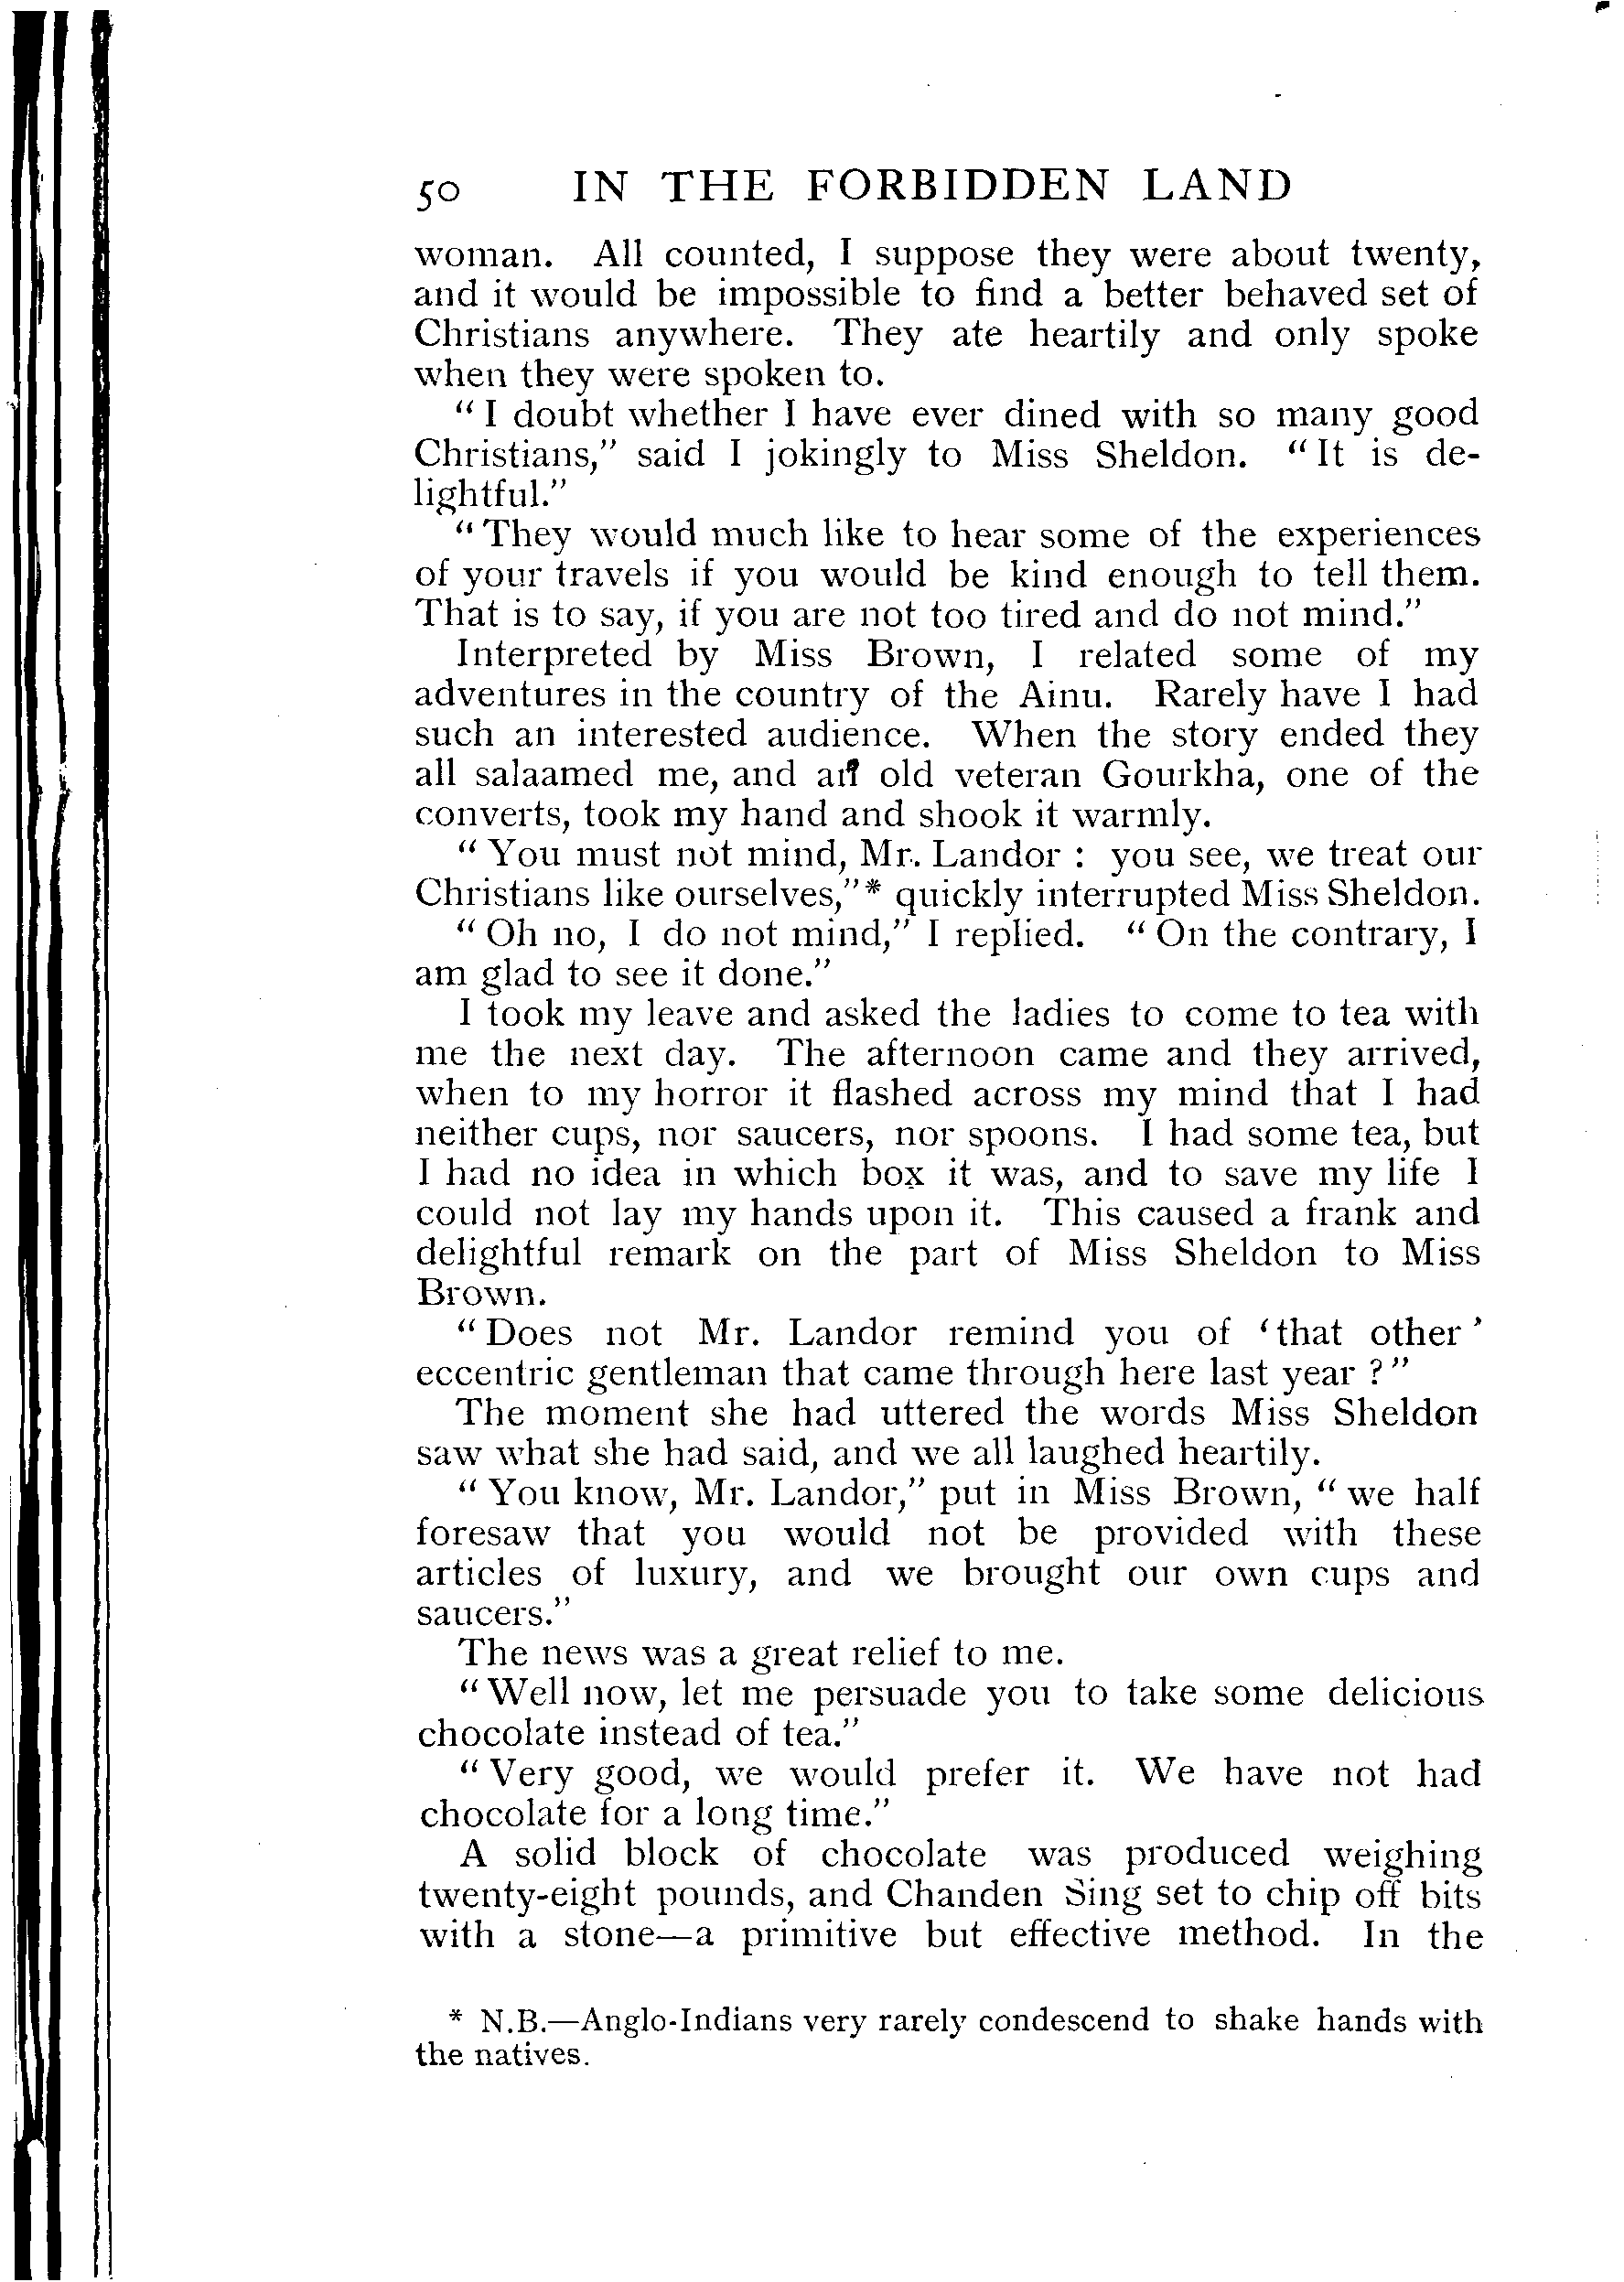 50 IN THE FORBIDDEN LAND
woman. All counted, I suppose they were about twenty,
and it would be impossible to find a better behaved set of
Christians anywhere. They ate heartily and only spoke
when they were spoken to.
“ I doubt whether I have ever dined with so many good
Christians,” said I jokingly to Miss Sheldon. “ It is de-
lightful.”
“ They would much like to hear some of the experiences
of your travels if you would be kind enough to tell them.
That is to say, if you are not too tired and do not mind.”
Interpreted by Miss Brown, I related some of my
adventures in the country of the Ainu. Rarely have I had
such an interested audience. When the story ended they
all salaamed me, and an old veteran Gourkha, one of the
converts, took my hand and shook it warmly.
“ You must not mind, Mr. Landor : you see, we treat our
Christians like ourselves,”* quickly interrupted Miss Sheldon.
“ Oh no, I do not mind,” I replied. “ On the contrary, I
am glad to see it done.”
I took my leave and asked the ladies to come to tea with
me the next day. The afternoon came and they arrived,
when to my horror it flashed across my mind that I had
neither cups, nor saucers, nor spoons. I had some tea, but
I had no idea in which box it was, and to save my life I
could not lay my hands upon it. This caused a frank and
delightful remark on the part of Miss Sheldon to Miss
Brown.
“ Does not Mr. Landor remind you of ‘ that other ’
eccentric gentleman that came through here last year ? ”
The moment she had uttered the words Miss Sheldon
saw what she had said, and we all laughed heartily.
“ You know, Mr. Landor,” put in Miss Brown, “ we half
foresaw that you would not be provided with these
articles of luxury, and we brought our own cups and
saucers.”
The news was a great relief to me.
“ Well now, let me persuade you to take some delicious
chocolate instead of tea.”
“ Very good, we would prefer it. We have not had
chocolate for a long time.”
A solid block of chocolate was produced weighing
twenty-eight pounds, and Chanden Sing set to chip off bits
with a stone—a primitive but effective method. In the
* N.B.—Anglo-Indians very rarely condescend to shake hands with
the natives.